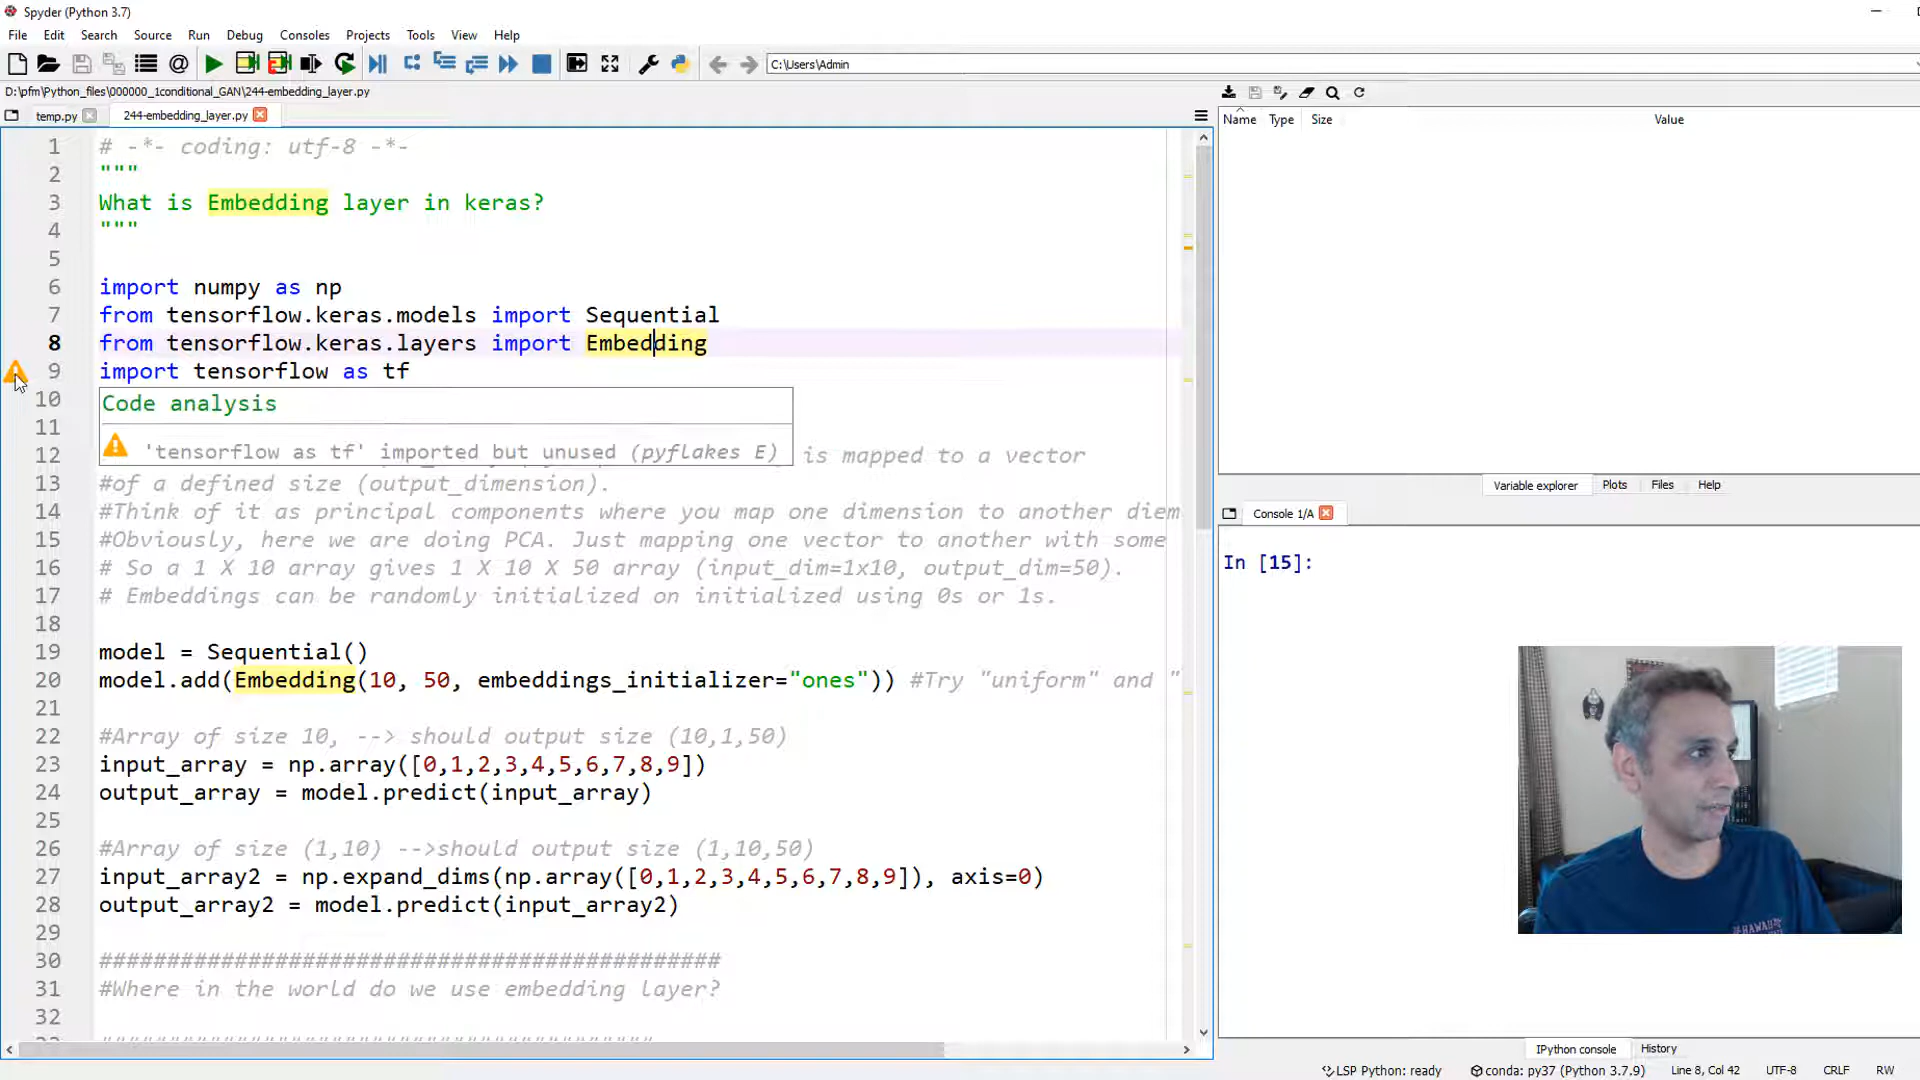 Spyder (Python 3.7)
File Edit Search Source Run Debug Consoles Projects Tools View Help
C:\Users\Admin
D:\pfm\Python_files\000000_1conditional_GAN\244-embedding_layer.py
temp.py 244-embedding_layer.py
1 # -*- coding: utf-8 -*-
2 """
3 What is Embedding layer in keras?
4 """
5
6 import numpy as np
7 from tensorflow.keras.models import Sequential
8 from tensorflow.keras.layers import Embedding
9 import tensorflow as tf
10 Code analysis
11
12 'tensorflow as tf' imported but unused (pyflakes E) is mapped to a vector
13 #of a defined size (output_dimension).
14 #Think of it as principal components where you map one dimension to another diem
15 #Obviously, here we are doing PCA. Just mapping one vector to another with some
16 # So a 1 X 10 array gives 1 X 10 X 50 array (input_dim=1x10, output_dim=50).
17 # Embeddings can be randomly initialized on initialized using 0s or 1s.
18
19 model = Sequential()
20 model.add(Embedding(10, 50, embeddings_initializer="ones")) #Try "uniform" and "
21
22 #Array of size 10, --> should output size (10,1,50)
23 input_array = np.array([0,1,2,3,4,5,6,7,8,9])
24 output_array = model.predict(input_array)
25
26 #Array of size (1,10) -->should output size (1,10,50)
27 input_array2 = np.expand_dims(np.array([0,1,2,3,4,5,6,7,8,9]), axis=0)
28 output_array2 = model.predict(input_array2)
29
30 ##############################################
31 #Where in the world do we use embedding layer?
32
Name Type Size Value
Variable explorer Plots Files Help
Console 1/A
In [15]:
HAWAII
IPython console History
LSP Python: ready conda: py37 (Python 3.7.9) Line 8, Col 42 UTF-8 CRLF RW